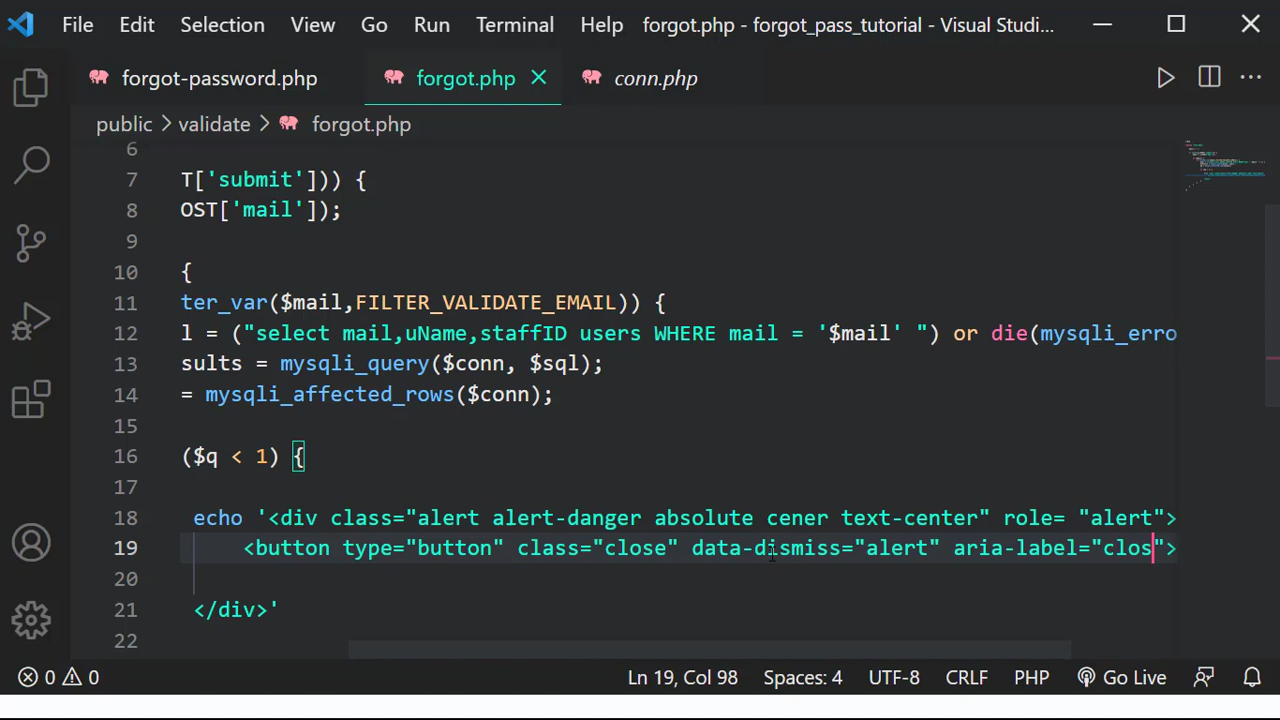 File Edit Selection View Go Run Terminal Help forgot.php - forgot_pass_tutorial - Visual Studi...
forgot-password.php forgot.php conn.php
public > validate > forgot.php
6
7 T['submit'])) {
8 OST['mail']);
9
10 {
11 ter_var($mail,FILTER_VALIDATE_EMAIL)) {
12 l = ("select mail,uName,staffID users WHERE mail = '$mail' ") or die(mysqli_erro
13 sults = mysqli_query($conn, $sql);
14 = mysqli_affected_rows($conn);
15
16 ($q < 1) {
17
18 echo '<div class="alert alert-danger absolute cener text-center" role= "alert">
19 <button type="button" class="close" data-dismiss="alert" aria-label="clos">
20
21 </div>'
22
0 0 Ln 19, Col 98 Spaces: 4 UTF-8 CRLF PHP Go Live